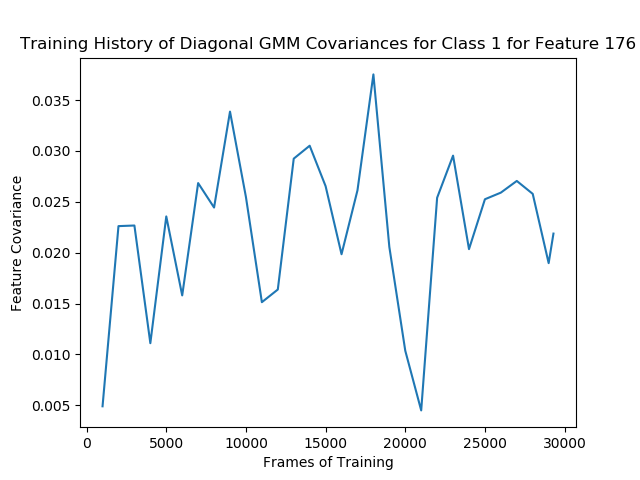 Training History of Diagonal GMM Covariances for Class 1 for Feature 176
0.035
0.030
0.025
0.020
0.015
0.010
0.005
Feature Covariance
0 5000 10000 15000 20000 25000 30000
Frames of Training